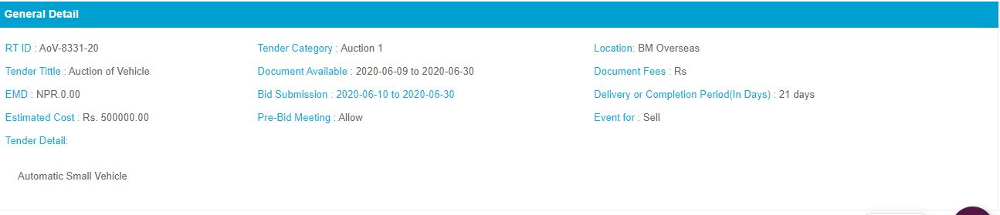 General Detail
RT ID : AoV-8331-20 Tender Category : Auction 1 Location: BM Overseas
Tender Tittle : Auction of Vehicle Document Available : 2020-06-09 to 2020-06-30 Document Fees : Rs
EMD : NPR.0.00 Bid Submission : 2020-06-10 to 2020-06-30 Delivery or Completion Period(In Days) : 21 days
Estimated Cost : Rs. 500000.00 Pre-Bid Meeting : Allow Event for : Sell
Tender Detail:
Automatic Small Vehicle